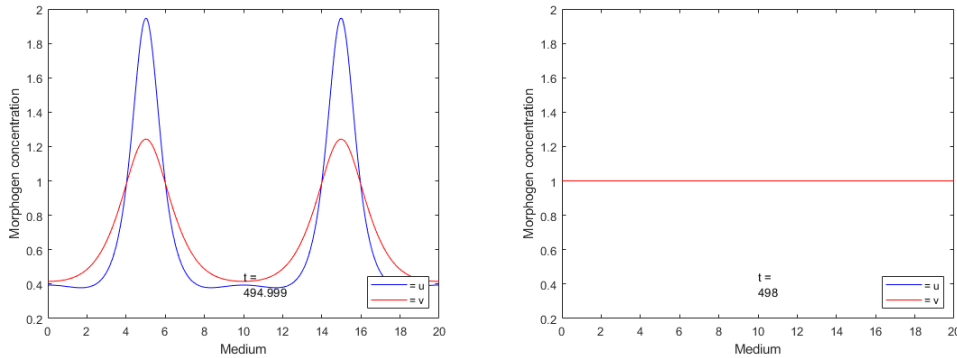 2
1.8
1.6
1.4
1.2
1
0.8
0.6
0.4
0.2
Morphogen concentration
t =
494.999
= u
= v
0 2 4 6 8 10 12 14 16 18 20
Medium
2
1.8
1.6
1.4
1.2
1
0.8
0.6
0.4
0.2
Morphogen concentration
t =
498
= u
= v
0 2 4 6 8 10 12 14 16 18 20
Medium